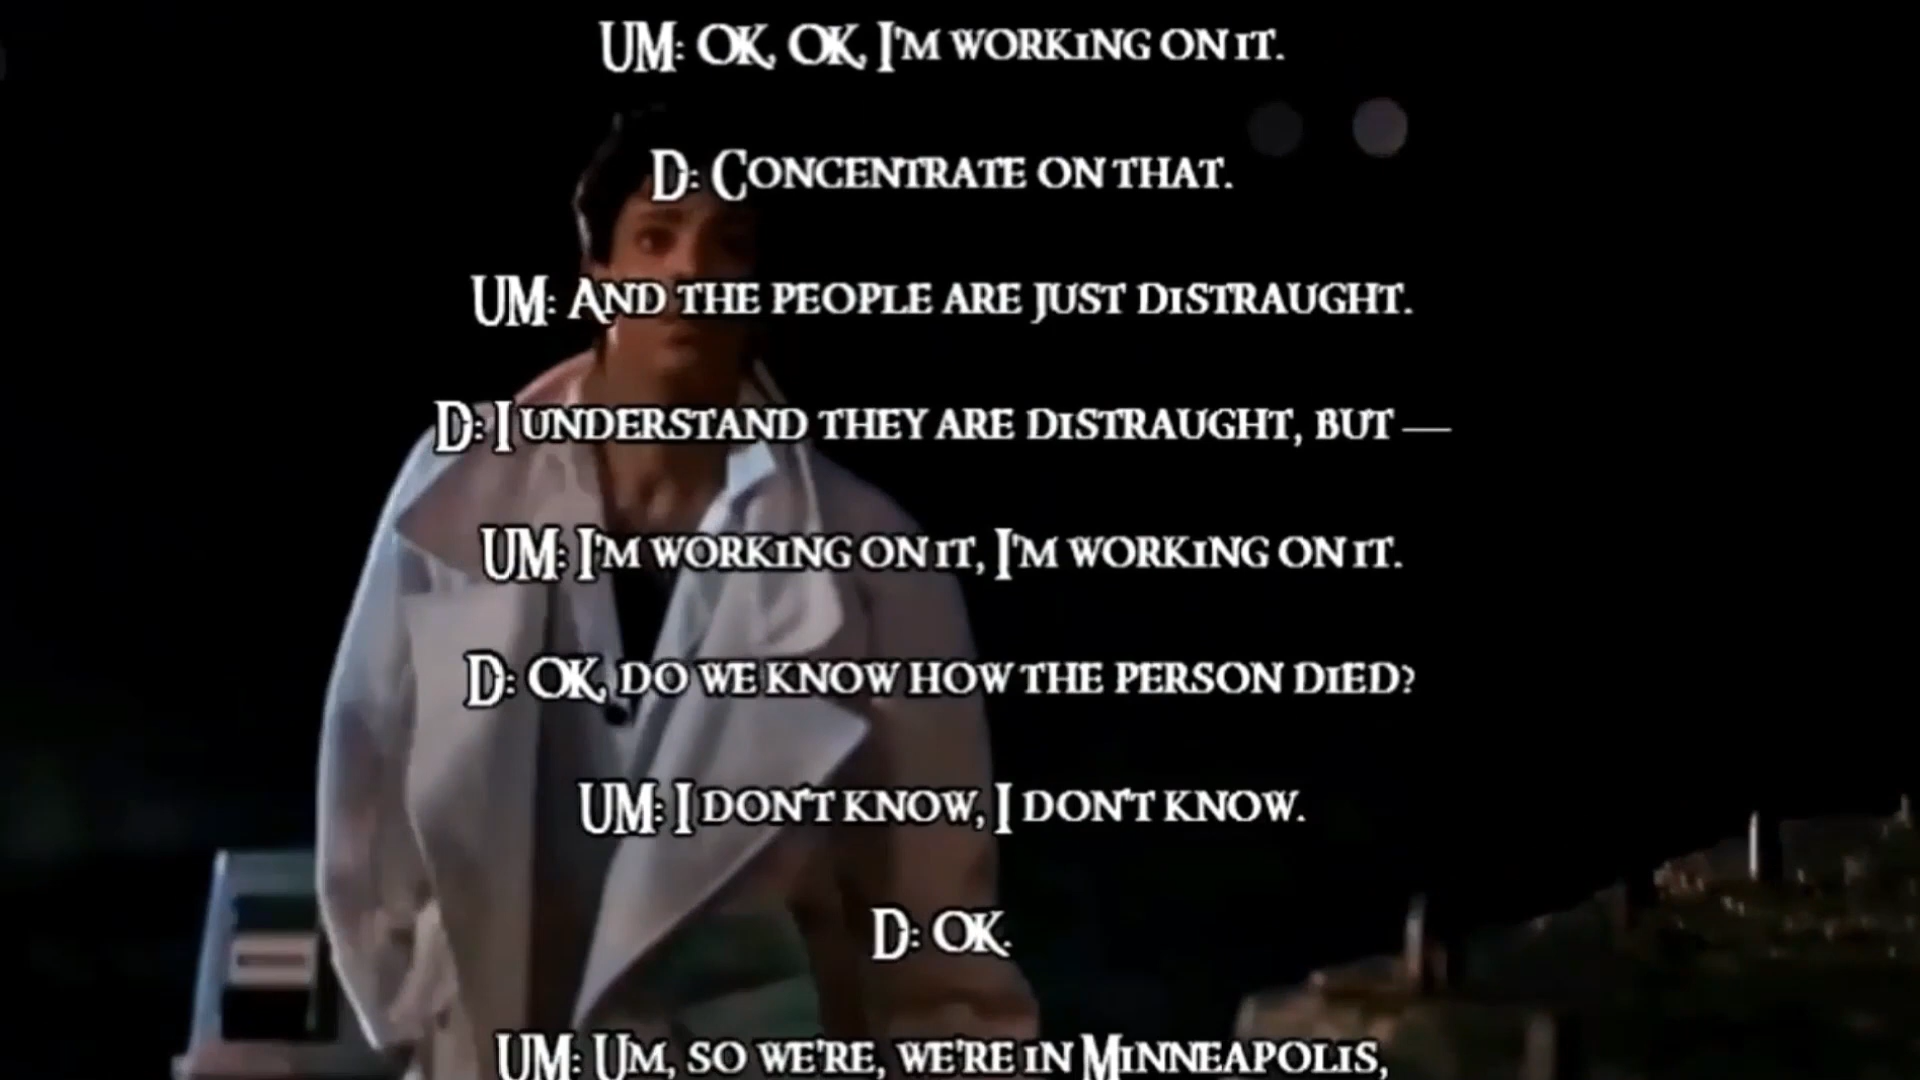 UM: OK, OK, I'M WORKING ON IT.
D: CONCENTRATE ON THAT.
UM: AND THE PEOPLE ARE JUST DISTRAUGHT.
D: I UNDERSTAND THEY ARE DISTRAUGHT, BUT —
UM: I'M WORKING ON IT, I'M WORKING ON IT.
D: OK, DO WE KNOW HOW THE PERSON DIED?
UM: I DON'T KNOW, I DON'T KNOW.
D: OK.
UM: UM, SO WE'RE, WE'RE IN MINNEAPOLIS,